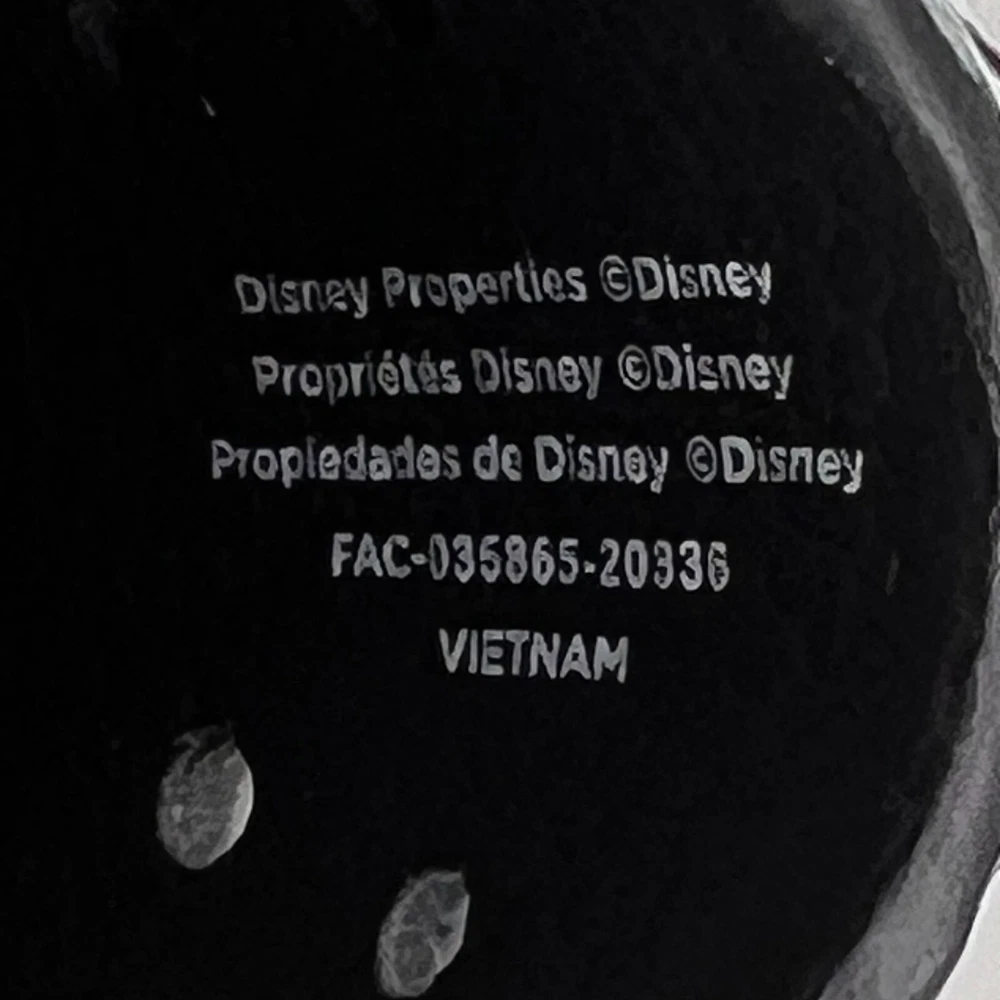 Disney Properties ©Disney
Propriétés Disney ©Disney
Propiedades de Disney ©Disney
FAC-035865-20336
VIETNAM